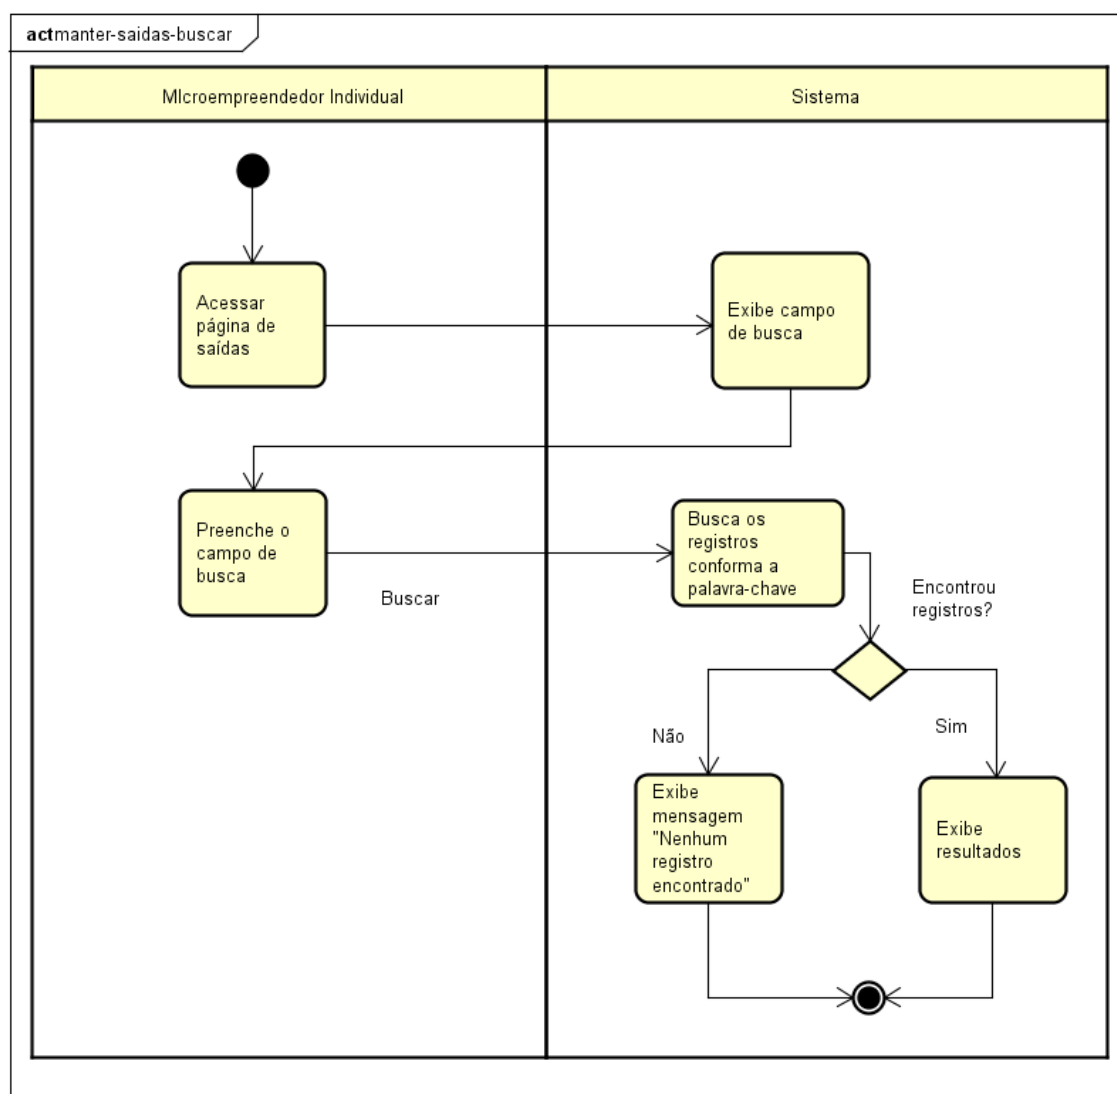 actmanter-saidas-buscar
MIcroempreendedor Individual
Sistema
Acessar
página de
saídas
Exibe campo
de busca
Preenche o
campo de
busca
Buscar
Busca os
registros
conforma a
palavra-chave
Encontrou
registros?
Não
Sim
Exibe
mensagem
"Nenhum
registro
encontrado"
Exibe
resultados